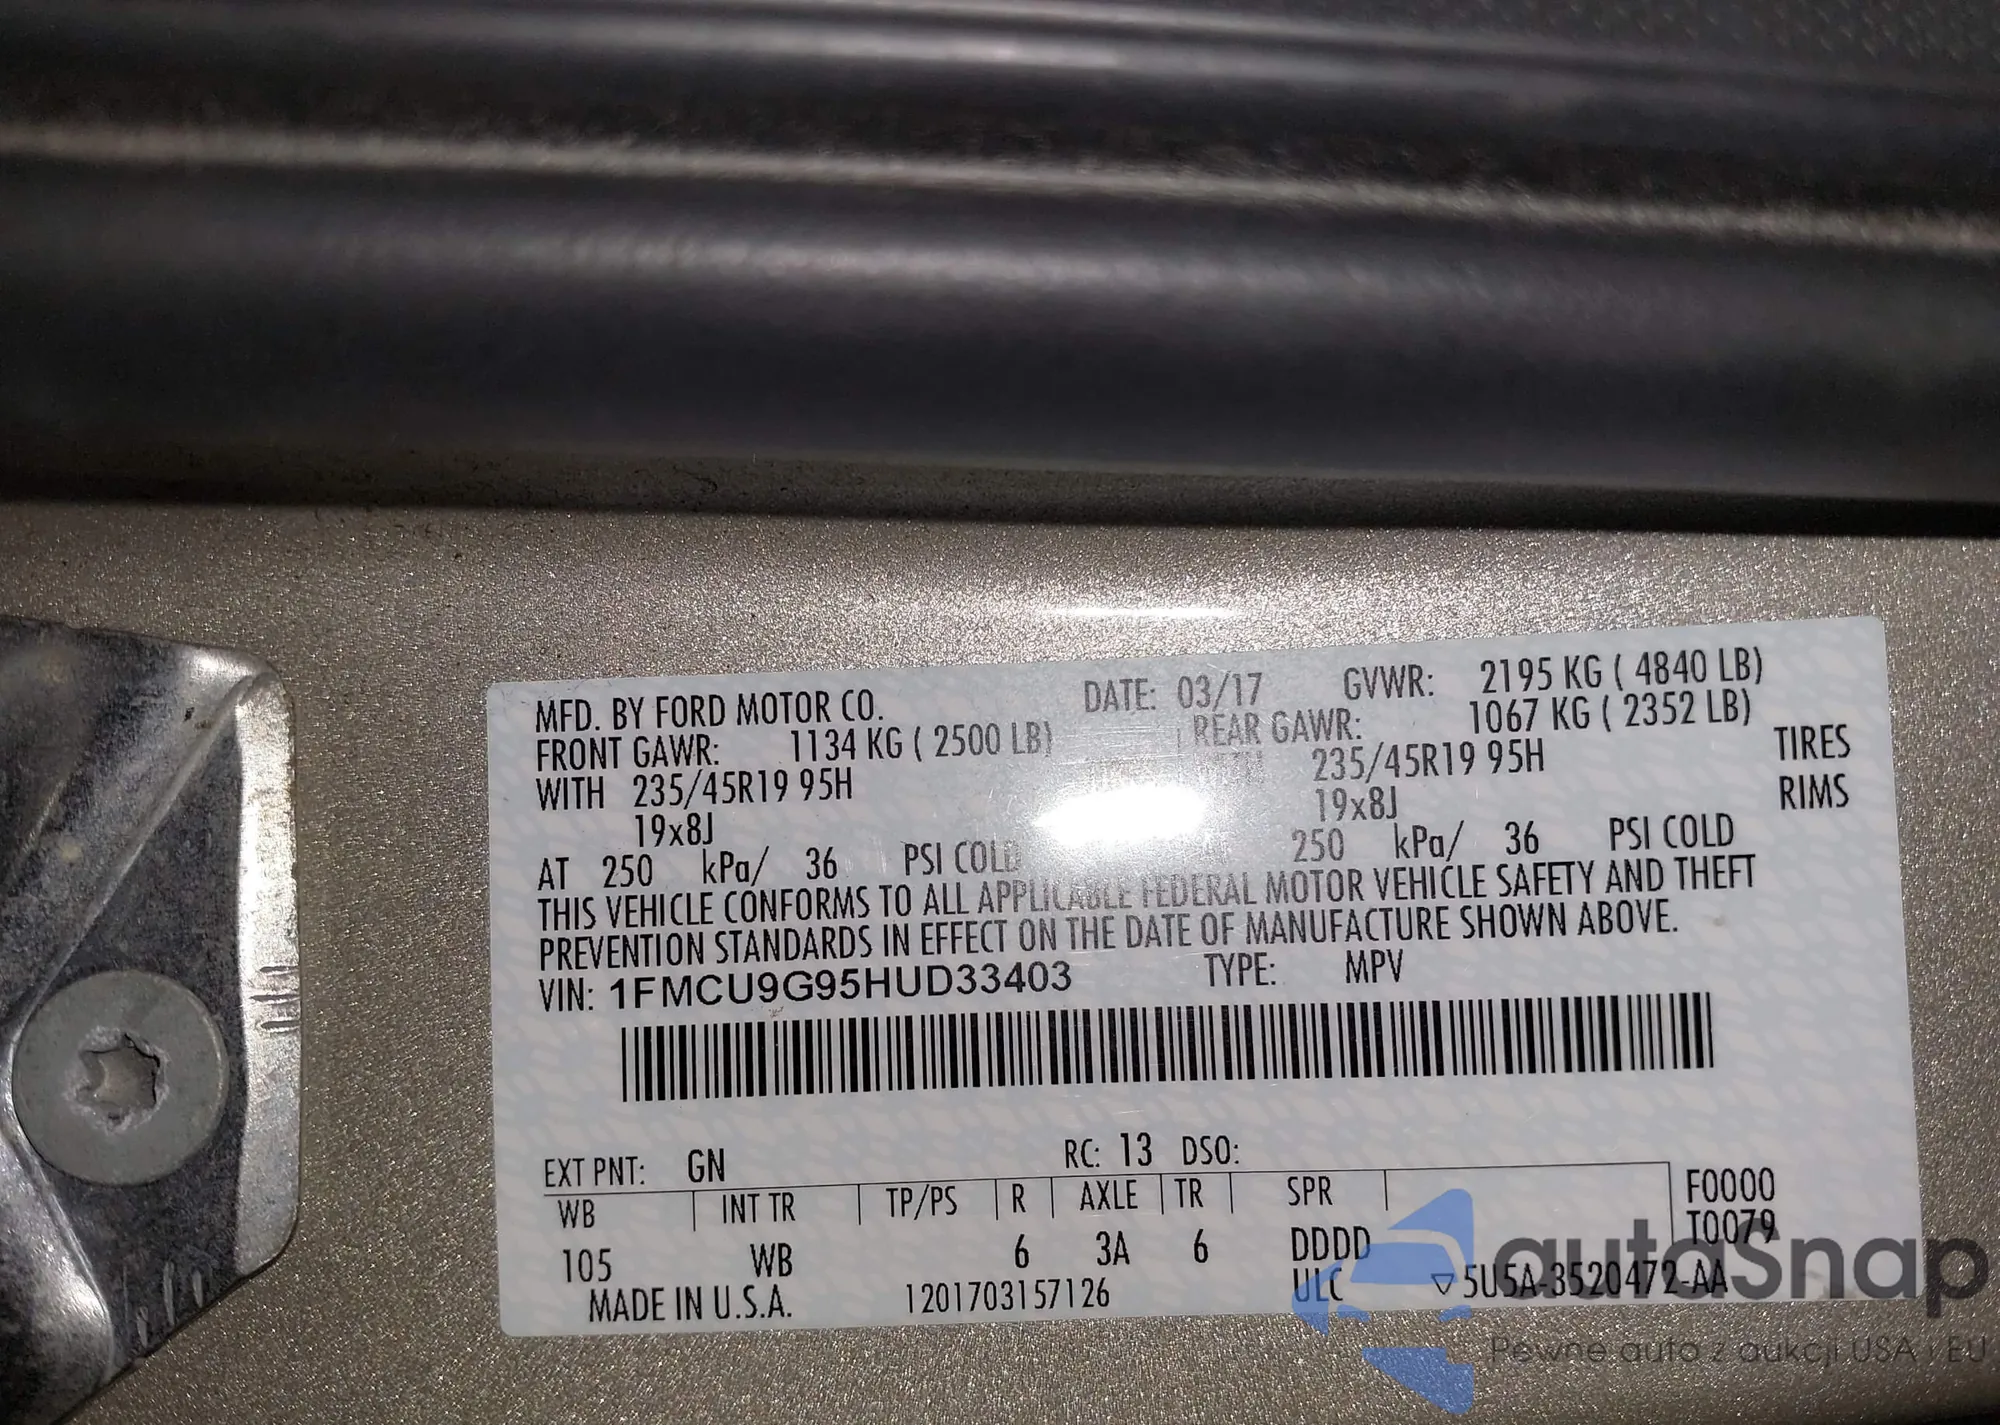 MFD. BY FORD MOTOR CO. DATE: 03/17 GVWR: 2195 KG ( 4840 LB)
FRONT GAWR: 1134 KG ( 2500 LB) REAR GAWR: 1067 KG ( 2352 LB)
WITH 235/45R19 95H 235/45R19 95H TIRES
19x8J 19x8J RIMS
AT 250 kPa/ 36 PSI COLD 250 kPa/ 36 PSI COLD
THIS VEHICLE CONFORMS TO ALL APPLICABLE FEDERAL MOTOR VEHICLE SAFETY AND THEFT
PREVENTION STANDARDS IN EFFECT ON THE DATE OF MANUFACTURE SHOWN ABOVE.
VIN: 1FMCU9G95HUD33403 TYPE: MPV
EXT PNT: GN RC: 13 DSO:
WB INT TR TP/PS R AXLE TR SPR F0000
T0079
105 WB 6 3A 6 DDDD
MADE IN U.S.A. 1201703157126 ULC ▽5U5A-3520472-AA
autoSnap
Pewne auto z aukcji USA i EU